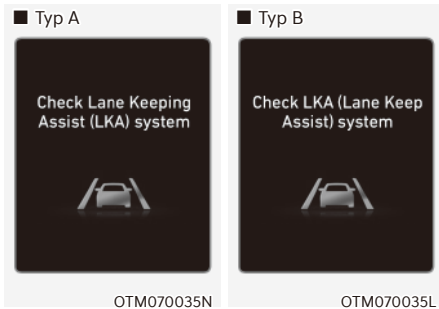 ■ Typ A
Check Lane Keeping
Assist (LKA) system
OTM070035N
■ Typ B
Check LKA (Lane Keep
Assist) system
OTM070035L